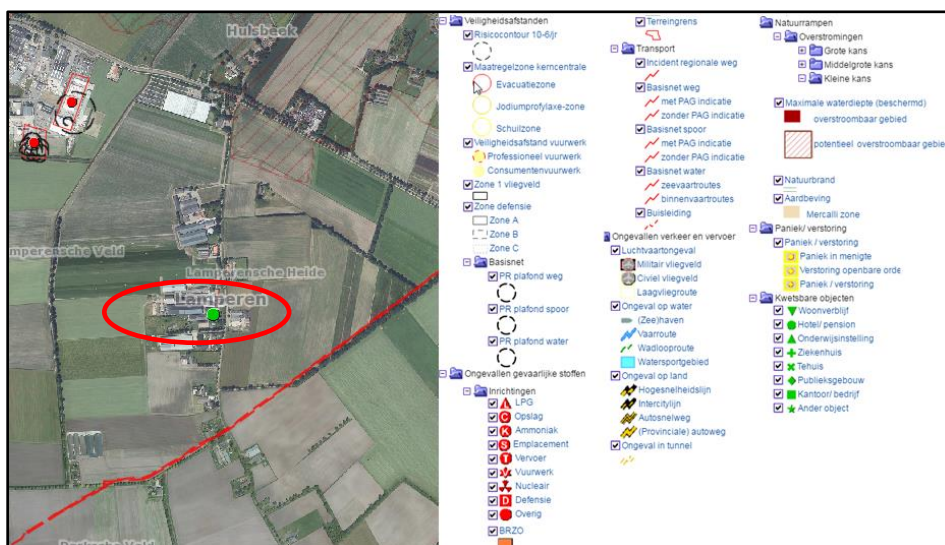 Hulsbeek
mperensche Veld
Lamperensche Heide
Lamperen
Veiligheidsafstanden
Risicocontour 10-6/jr
Maatregelzone kerncentrale
Evacuatiezone
Jodiumprofylaxe-zone
Schuilzone
Veiligheidsafstand vuurwerk
Professioneel vuurwerk
Consumentenvuurwerk
Zone 1 vliegveld
Zone defensie
Zone A
Zone B
Zone C
Basisnet
PR plafond weg
PR plafond spoor
PR plafond water
Ongevallen gevaarlijke stoffen
Inrichtingen
LPG
C Opslag
K Ammoniak
S Emplacement
T Vervoer
Vuurwerk
Nucleair
D Defensie
Overig
BRZO
Terreingrens
Transport
Incident regionale weg
Basisnet weg
met PAG indicatie
zonder PAG indicatie
Basisnet spoor
met PAG indicatie
zonder PAG indicatie
Basisnet water
zeevaartroutes
binnenvaartroutes
Buisleiding
Ongevallen verkeer en vervoer
Luchtvaartongeval
Militair vliegveld
Civiel vliegveld
Laagvliegroute
Ongeval op water
(Zee)haven
Vaarroute
Wadlooproute
Watersportgebied
Ongeval op land
Hogesnelheidslijn
Intercitylijn
Autosnelweg
(Provinciale) autoweg
Ongeval in tunnel
Natuurrampen
Overstromingen
Grote kans
Middelgrote kans
Kleine kans
Maximale waterdiepte (beschermd)
overstroombaar gebied
potentieel overstroombaar gebie
Natuurbrand
Aardbeving
Mercalli zone
Paniek/ verstoring
Paniek / verstoring
Paniek in menigte
Verstoring openbare orde
Paniek / verstoring
Kwetsbare objecten
Woonverblijf
Hotel/ pension
Onderwijsinstelling
Ziekenhuis
Tehuis
Publieksgebouw
Kantoor/ bedrijf
Ander object